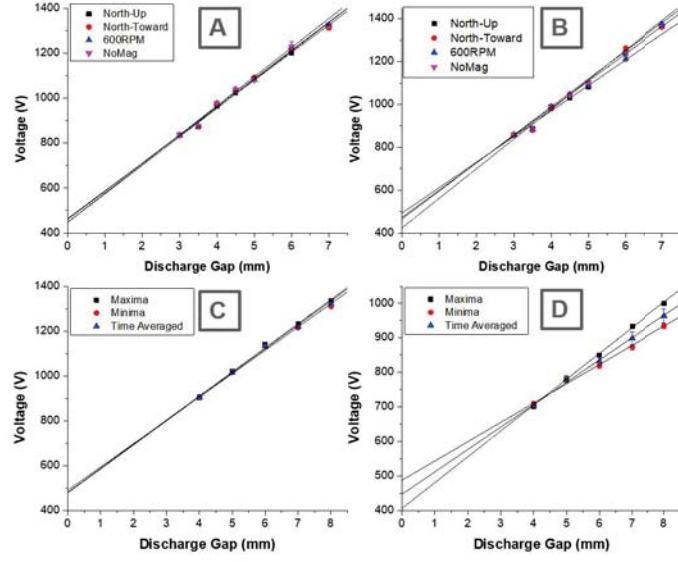 A
North-Up
North-Toward
600RPM
NoMag
Voltage (V)
1400
1200
1000
800
600
400
0 1 2 3 4 5 6 7
Discharge Gap (mm)
B
North-Up
North-Toward
600RPM
NoMag
Voltage (V)
1400
1200
1000
800
600
400
0 1 2 3 4 5 6 7
Discharge Gap (mm)
C
Maxima
Minima
Time Averaged
Voltage (V)
1400
1200
1000
800
600
400
0 1 2 3 4 5 6 7 8
Discharge Gap (mm)
D
Maxima
Minima
Time Averaged
Voltage (V)
1000
900
800
700
600
500
400
0 1 2 3 4 5 6 7 8
Discharge Gap (mm)